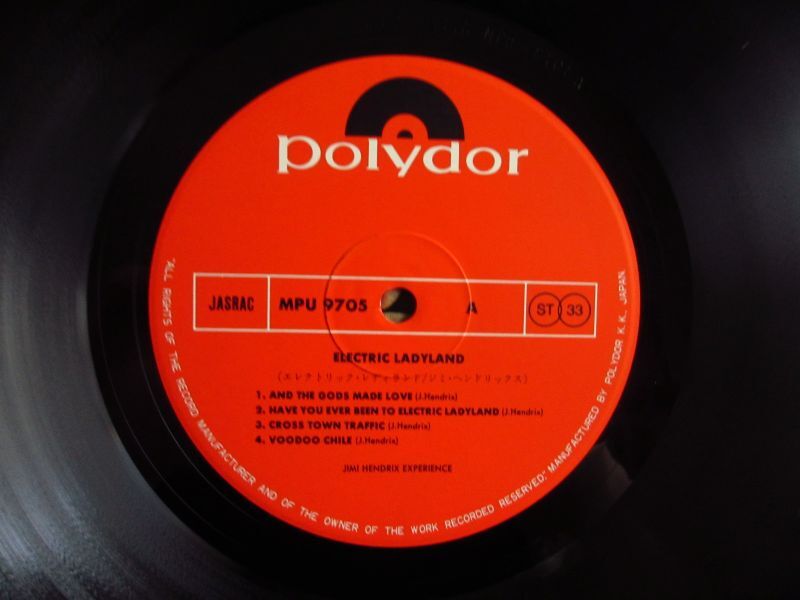 polydor
JASRAC MPU 9705 A ST 33
ELECTRIC LADYLAND
(エレクトリック・レディランド/ジミ・ヘンドリックス)
1. AND THE GODS MADE LOVE (J.Hendrix)
2. HAVE YOU EVER BEEN TO ELECTRIC LADYLAND (J.Hendrix)
3. CROSS TOWN TRAFFIC (J.Hendrix)
4. VOODOO CHILE (J.Hendrix)
JIMI HENDRIX EXPERIENCE
"ALL RIGHTS OF THE RECORD MANUFACTURER AND OF THE OWNER OF THE WORK RECORDED RESERVED." MANUFACTURED BY POLYDOR K.K., JAPAN.